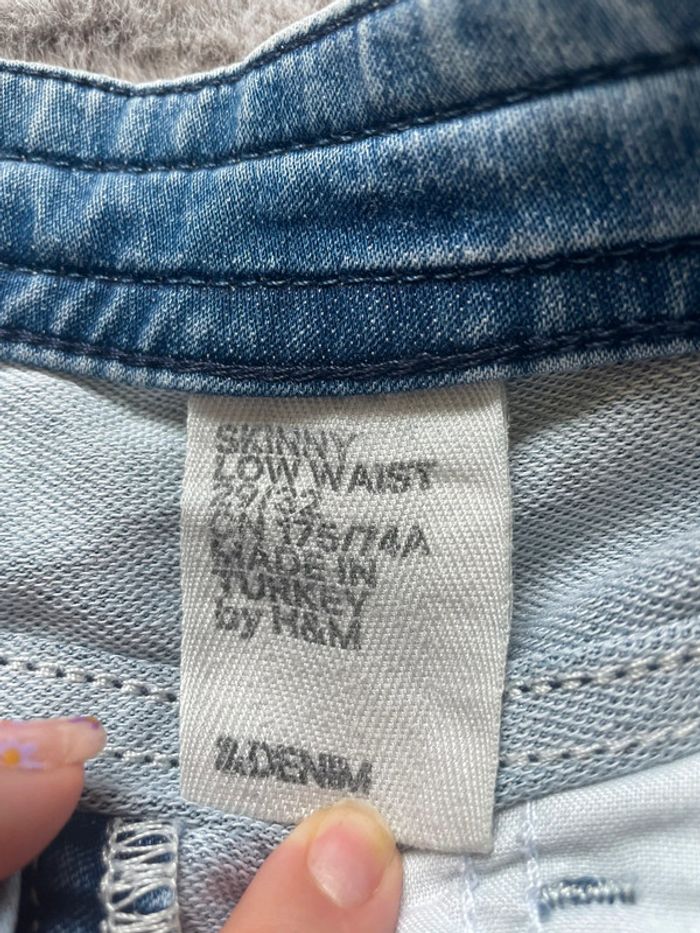 SKINNY
LOW WAIST
29/32
CN 175/74A
MADE IN
TURKEY
by H&M
&DENIM